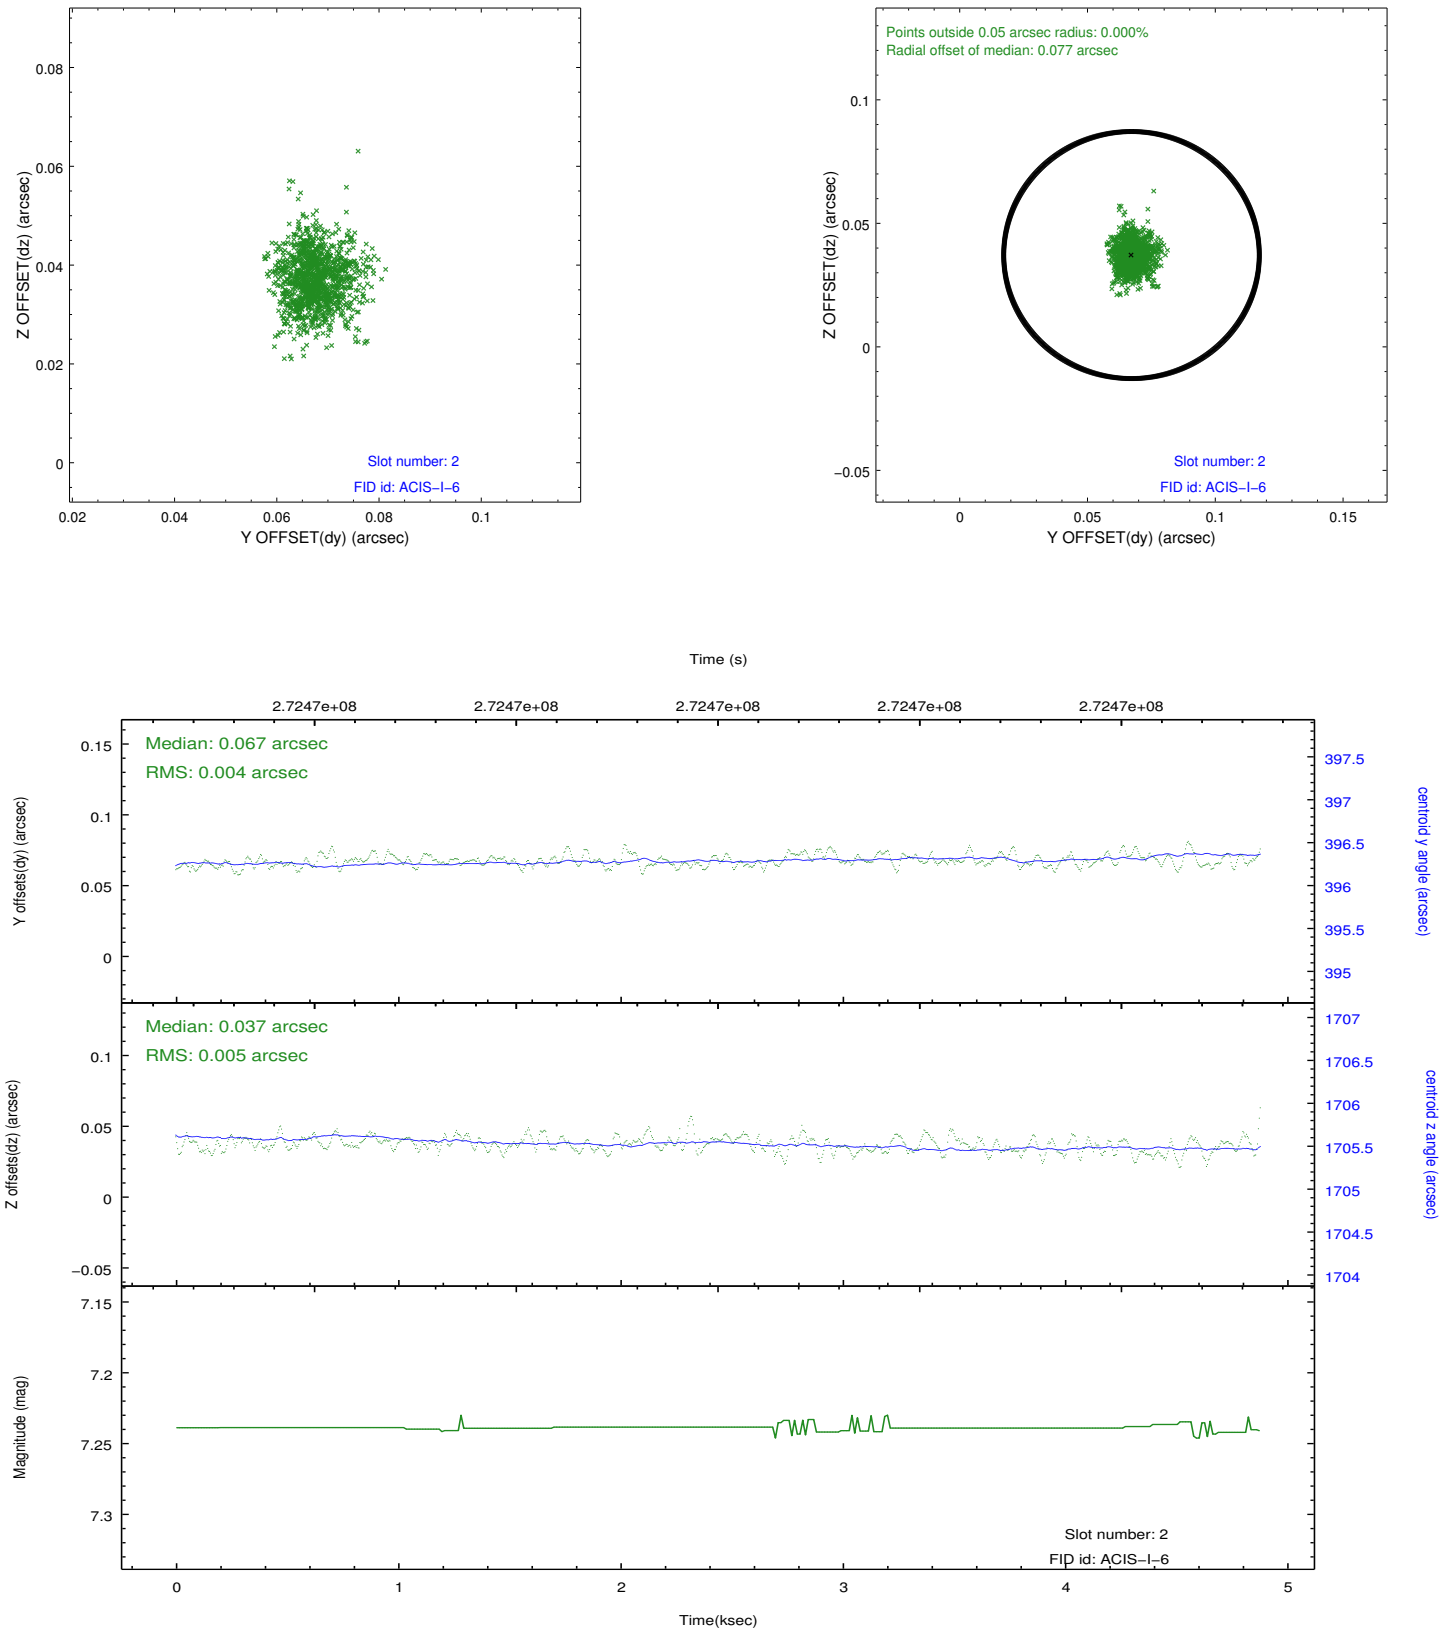 0.08
0.06
0.04
0.02
0
Z OFFSET(dz) (arcsec)
Slot number: 2
FID id: ACIS−I−6
0.02 0.04 0.06 0.08 0.1
Y OFFSET(dy) (arcsec)
Points outside 0.05 arcsec radius: 0.000%
Radial offset of median: 0.077 arcsec
0.1
0.05
0
−0.05
Z OFFSET(dz) (arcsec)
Slot number: 2
FID id: ACIS−I−6
0 0.05 0.1 0.15
Y OFFSET(dy) (arcsec)
Time (s)
2.7247e+08 2.7247e+08 2.7247e+08 2.7247e+08 2.7247e+08
Median: 0.067 arcsec
RMS: 0.004 arcsec
0.15
0.1
0.05
0
Y offsets(dy) (arcsec)
397.5
397
396.5
396
395.5
395
centroid y angle (arcsec)
Median: 0.037 arcsec
RMS: 0.005 arcsec
0.1
0.05
0
−0.05
Z offsets(dz) (arcsec)
1707
1706.5
1706
1705.5
1705
1704.5
1704
centroid z angle (arcsec)
7.15
7.2
7.25
7.3
Magnitude (mag)
Slot number: 2
FID id: ACIS−I−6
0 1 2 3 4 5
Time(ksec)